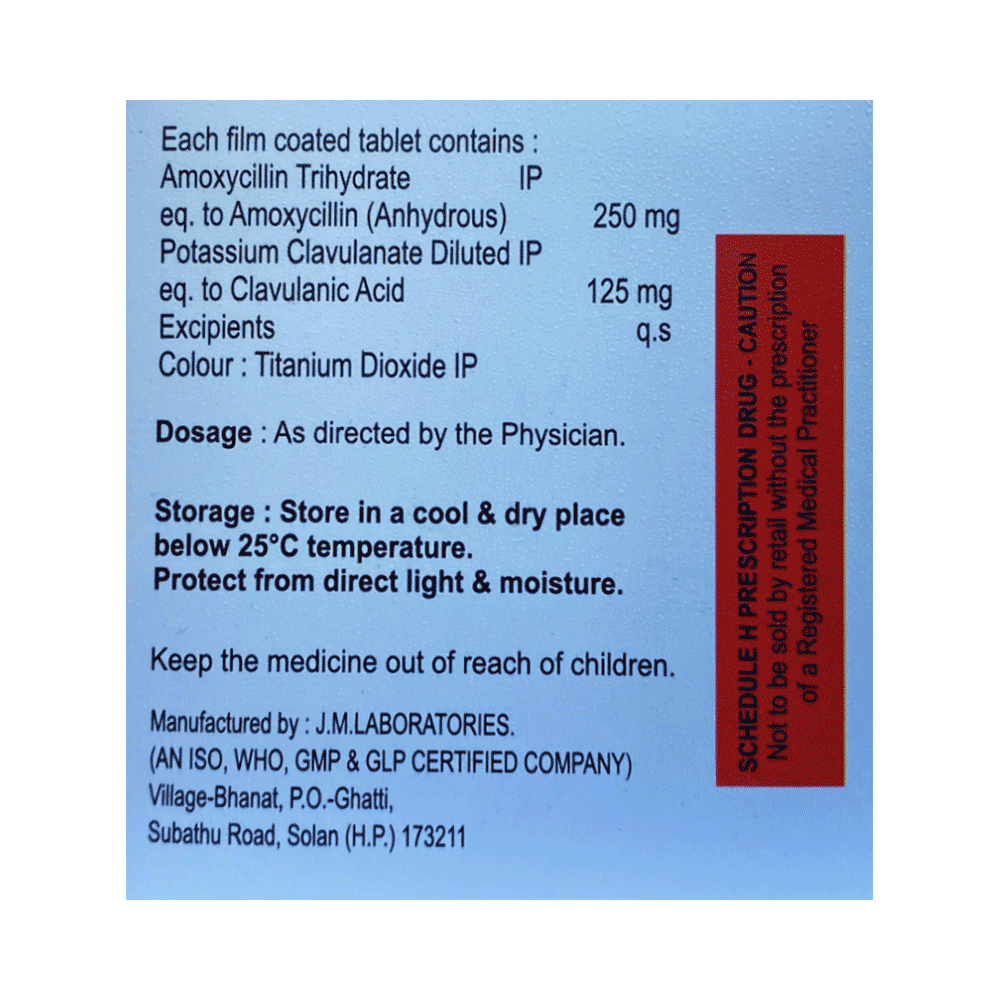 Each film coated tablet contains :
Amoxycillin Trihydrate IP
eq. to Amoxycillin (Anhydrous) 250 mg
Potassium Clavulanate Diluted IP
eq. to Clavulanic Acid 125 mg
Excipients q.s
Colour : Titanium Dioxide IP
Dosage : As directed by the Physician.
Storage : Store in a cool & dry place
below 25°C temperature.
Protect from direct light & moisture.
Keep the medicine out of reach of children.
Manufactured by : J.M.LABORATORIES.
(AN ISO, WHO, GMP & GLP CERTIFIED COMPANY)
Village-Bhanat, P.O.-Ghatti,
Subathu Road, Solan (H.P.) 173211
SCHEDULE H PRESCRIPTION DRUG - CAUTION
Not to be sold by retail without the prescription
of a Registered Medical Practitioner